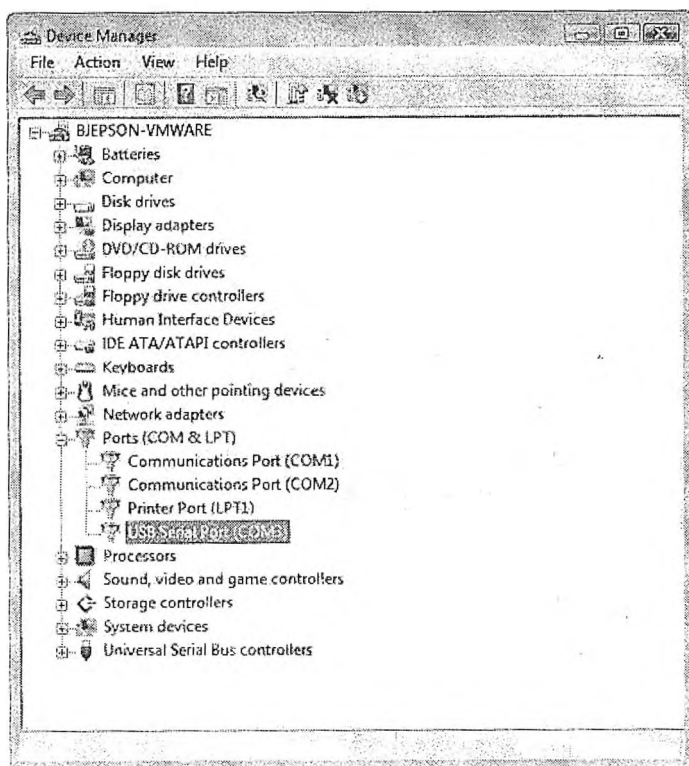 Device Manager
File Action View Help
BJEPSON-VMWARE
Batteries
Computer
Disk drives
Display adapters
DVD/CD-ROM drives
Floppy disk drives
Floppy drive controllers
Human Interface Devices
IDE ATA/ATAPI controllers
Keyboards
Mice and other pointing devices
Network adapters
Ports (COM & LPT)
Communications Port (COM1)
Communications Port (COM2)
Printer Port (LPT1)
USB Serial Port (COM3)
Processors
Sound, video and game controllers
Storage controllers
System devices
Universal Serial Bus controllers